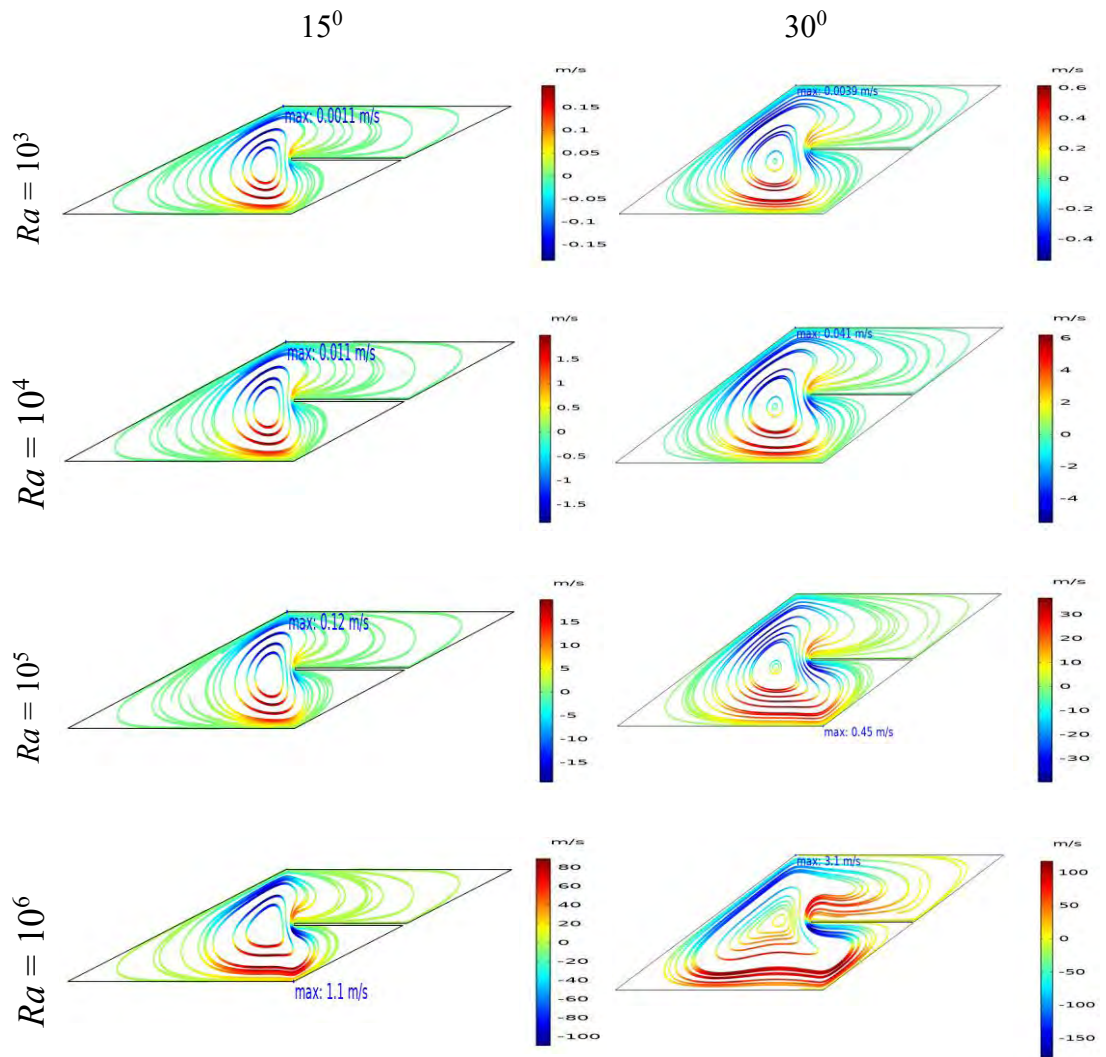 15⁰
30⁰
Ra = 10³
m/s
max: 0.0011 m/s
0.15
0.1
0.05
0
-0.05
-0.1
-0.15
m/s
max: 0.0039 m/s
0.6
0.4
0.2
0
-0.2
-0.4
Ra = 10⁴
m/s
max: 0.011 m/s
1.5
1
0.5
0
-0.5
-1
-1.5
m/s
max: 0.041 m/s
6
4
2
0
-2
-4
Ra = 10⁵
m/s
max: 0.12 m/s
15
10
5
0
-5
-10
-15
m/s
30
20
10
0
-10
-20
-30
max: 0.45 m/s
Ra = 10⁶
m/s
80
60
40
20
0
-20
-40
-60
-80
-100
max: 1.1 m/s
m/s
max: 3.1 m/s
100
50
0
-50
-100
-150